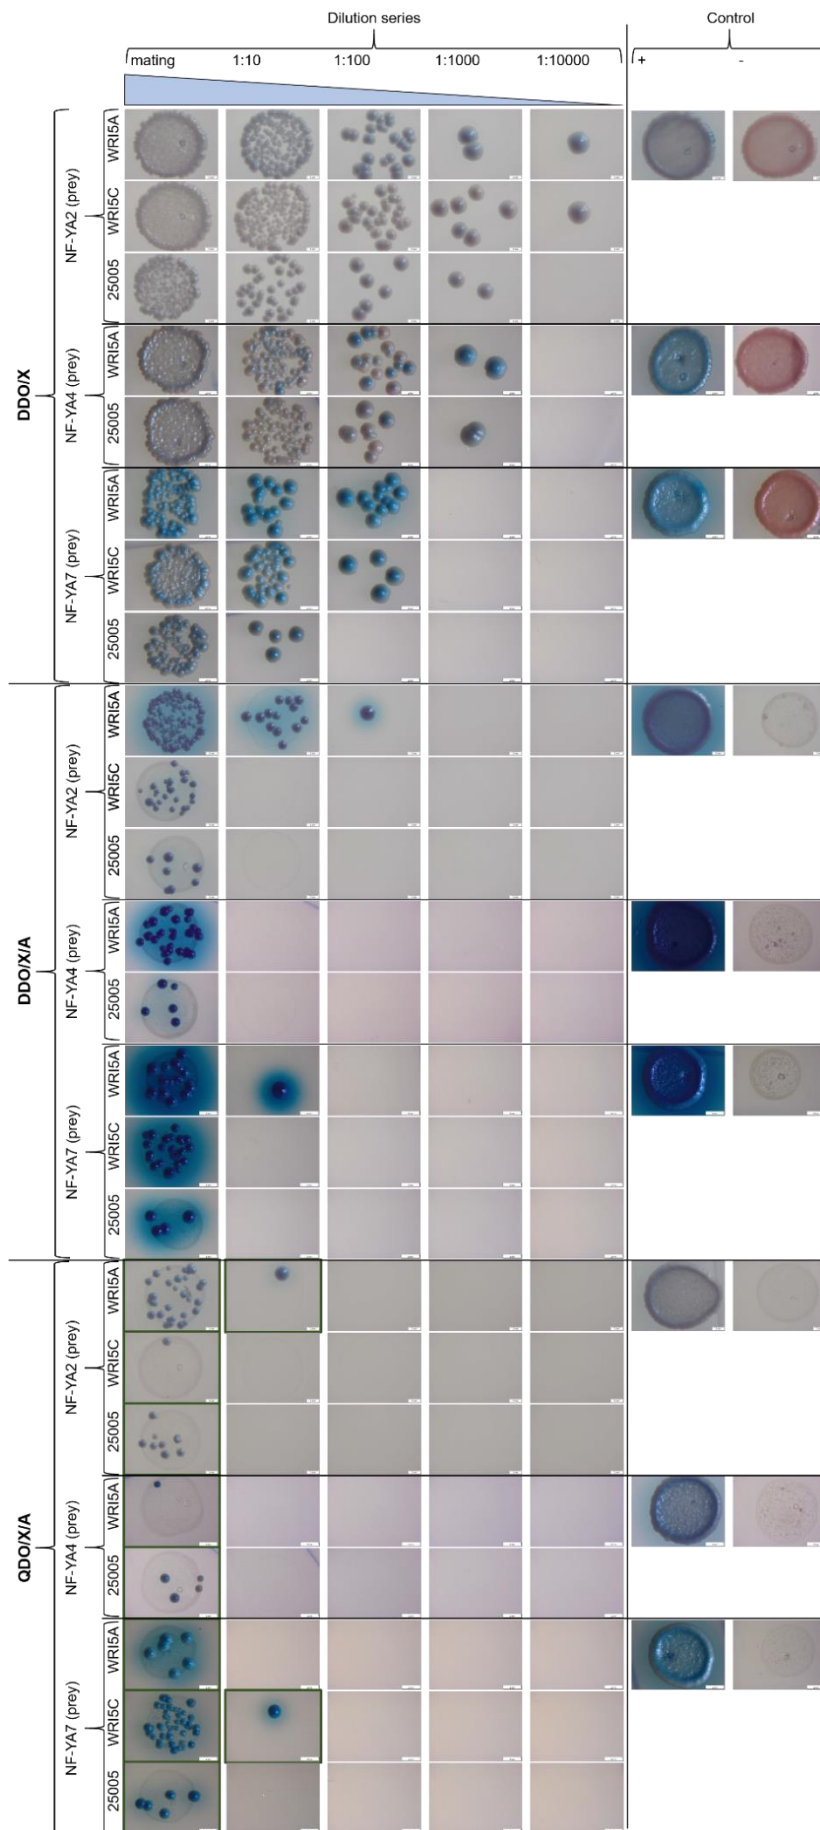 Dilution series
Control
mating
1:10
1:100
1:1000
1:10000
+
-
DDO/X
NF-YA2 (prey)
WRI5A
WRI5C
25005
NF-YA4 (prey)
WRI5A
25005
NF-YA7 (prey)
WRI5A
WRI5C
25005
DDO/X/A
NF-YA2 (prey)
WRI5A
WRI5C
25005
NF-YA4 (prey)
WRI5A
25005
NF-YA7 (prey)
WRI5A
WRI5C
25005
QDO/X/A
NF-YA2 (prey)
WRI5A
WRI5C
25005
NF-YA4 (prey)
WRI5A
25005
NF-YA7 (prey)
WRI5A
WRI5C
25005